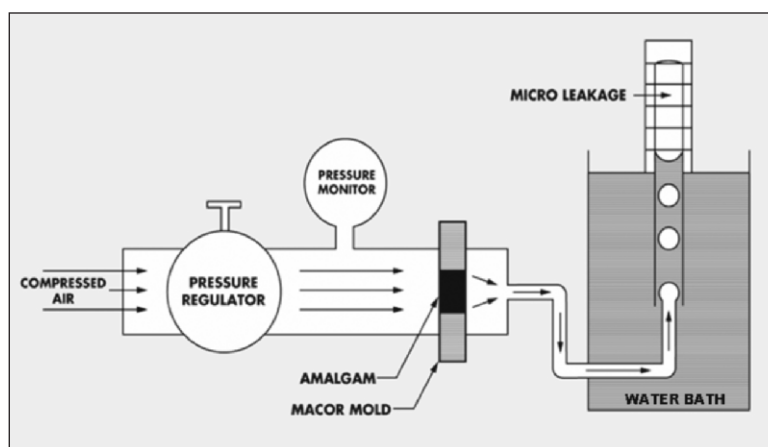 MICRO LEAKAGE
PRESSURE
MONITOR
COMPRESSED
AIR
PRESSURE
REGULATOR
AMALGAM
MACOR MOLD
WATER BATH